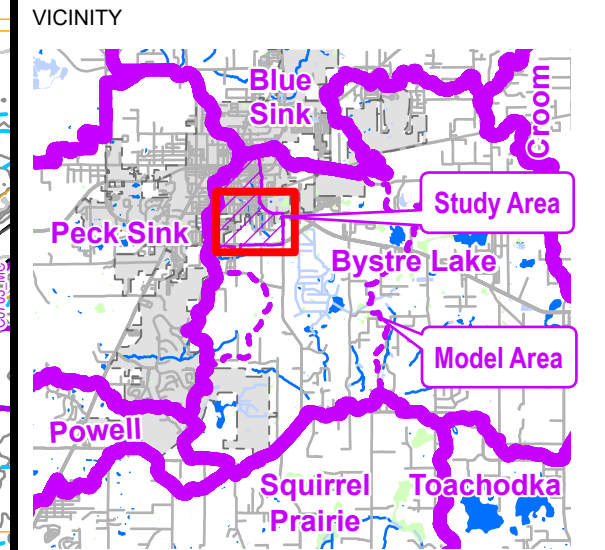 VICINITY
Blue
Sink
Croom
Study Area
Peck Sink
Bystre Lake
Model Area
Powell
Squirrel
Prairie
Toachodka